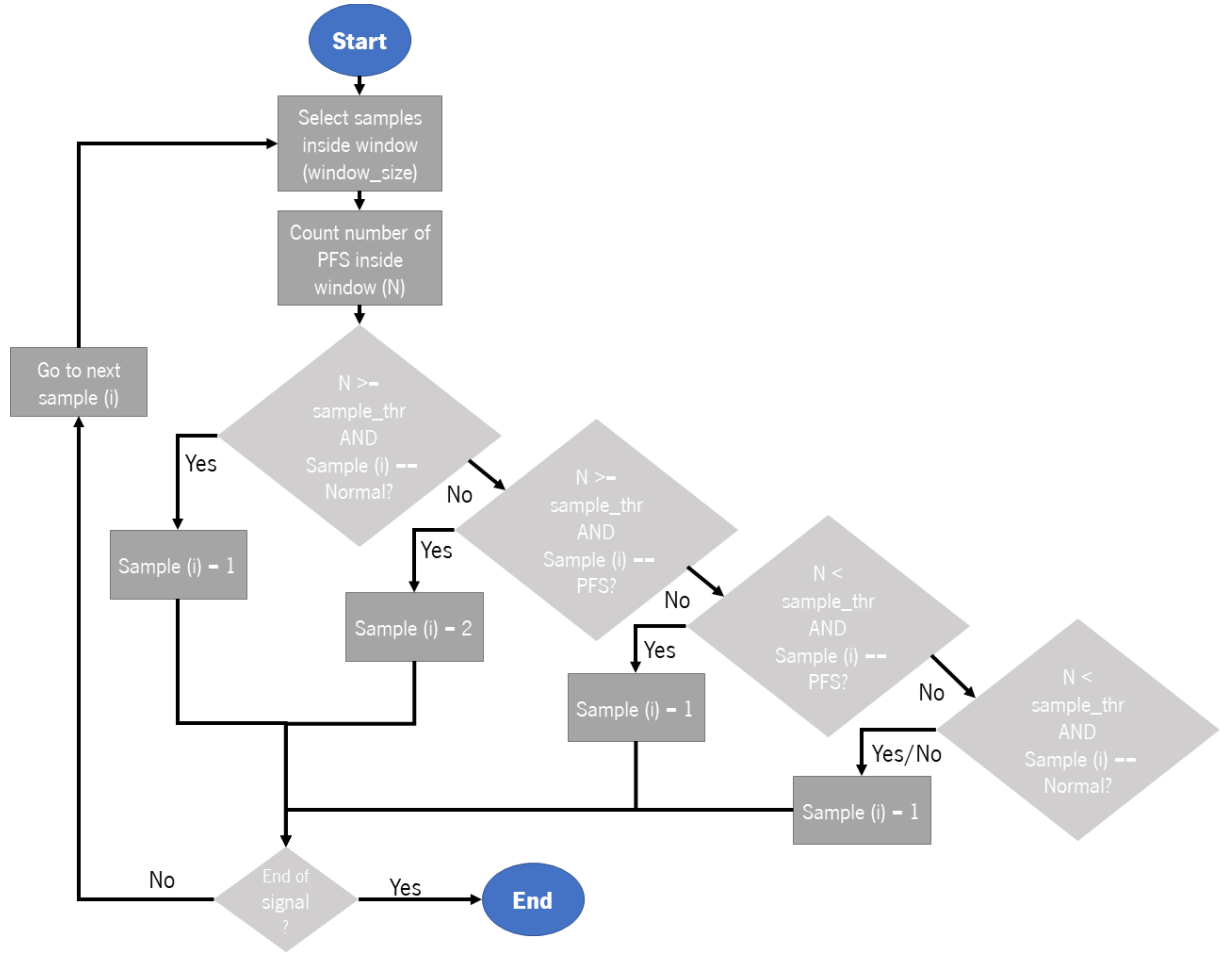 Start
Select samples
inside window
(window_size)
Count number of
PFS inside
window (N)
Go to next
sample (i)
N >=
sample_thr
AND
Sample (i) ==
Normal?
Yes
No
Sample (i) = 1
N >=
sample_thr
AND
Sample (i) ==
PFS?
Yes
No
Sample (i) = 2
N <
sample_thr
AND
Sample (i) ==
PFS?
Yes
No
Sample (i) = 1
N <
sample_thr
AND
Sample (i) ==
Normal?
Yes/No
Sample (i) = 1
End of
signal
?
No
Yes
End